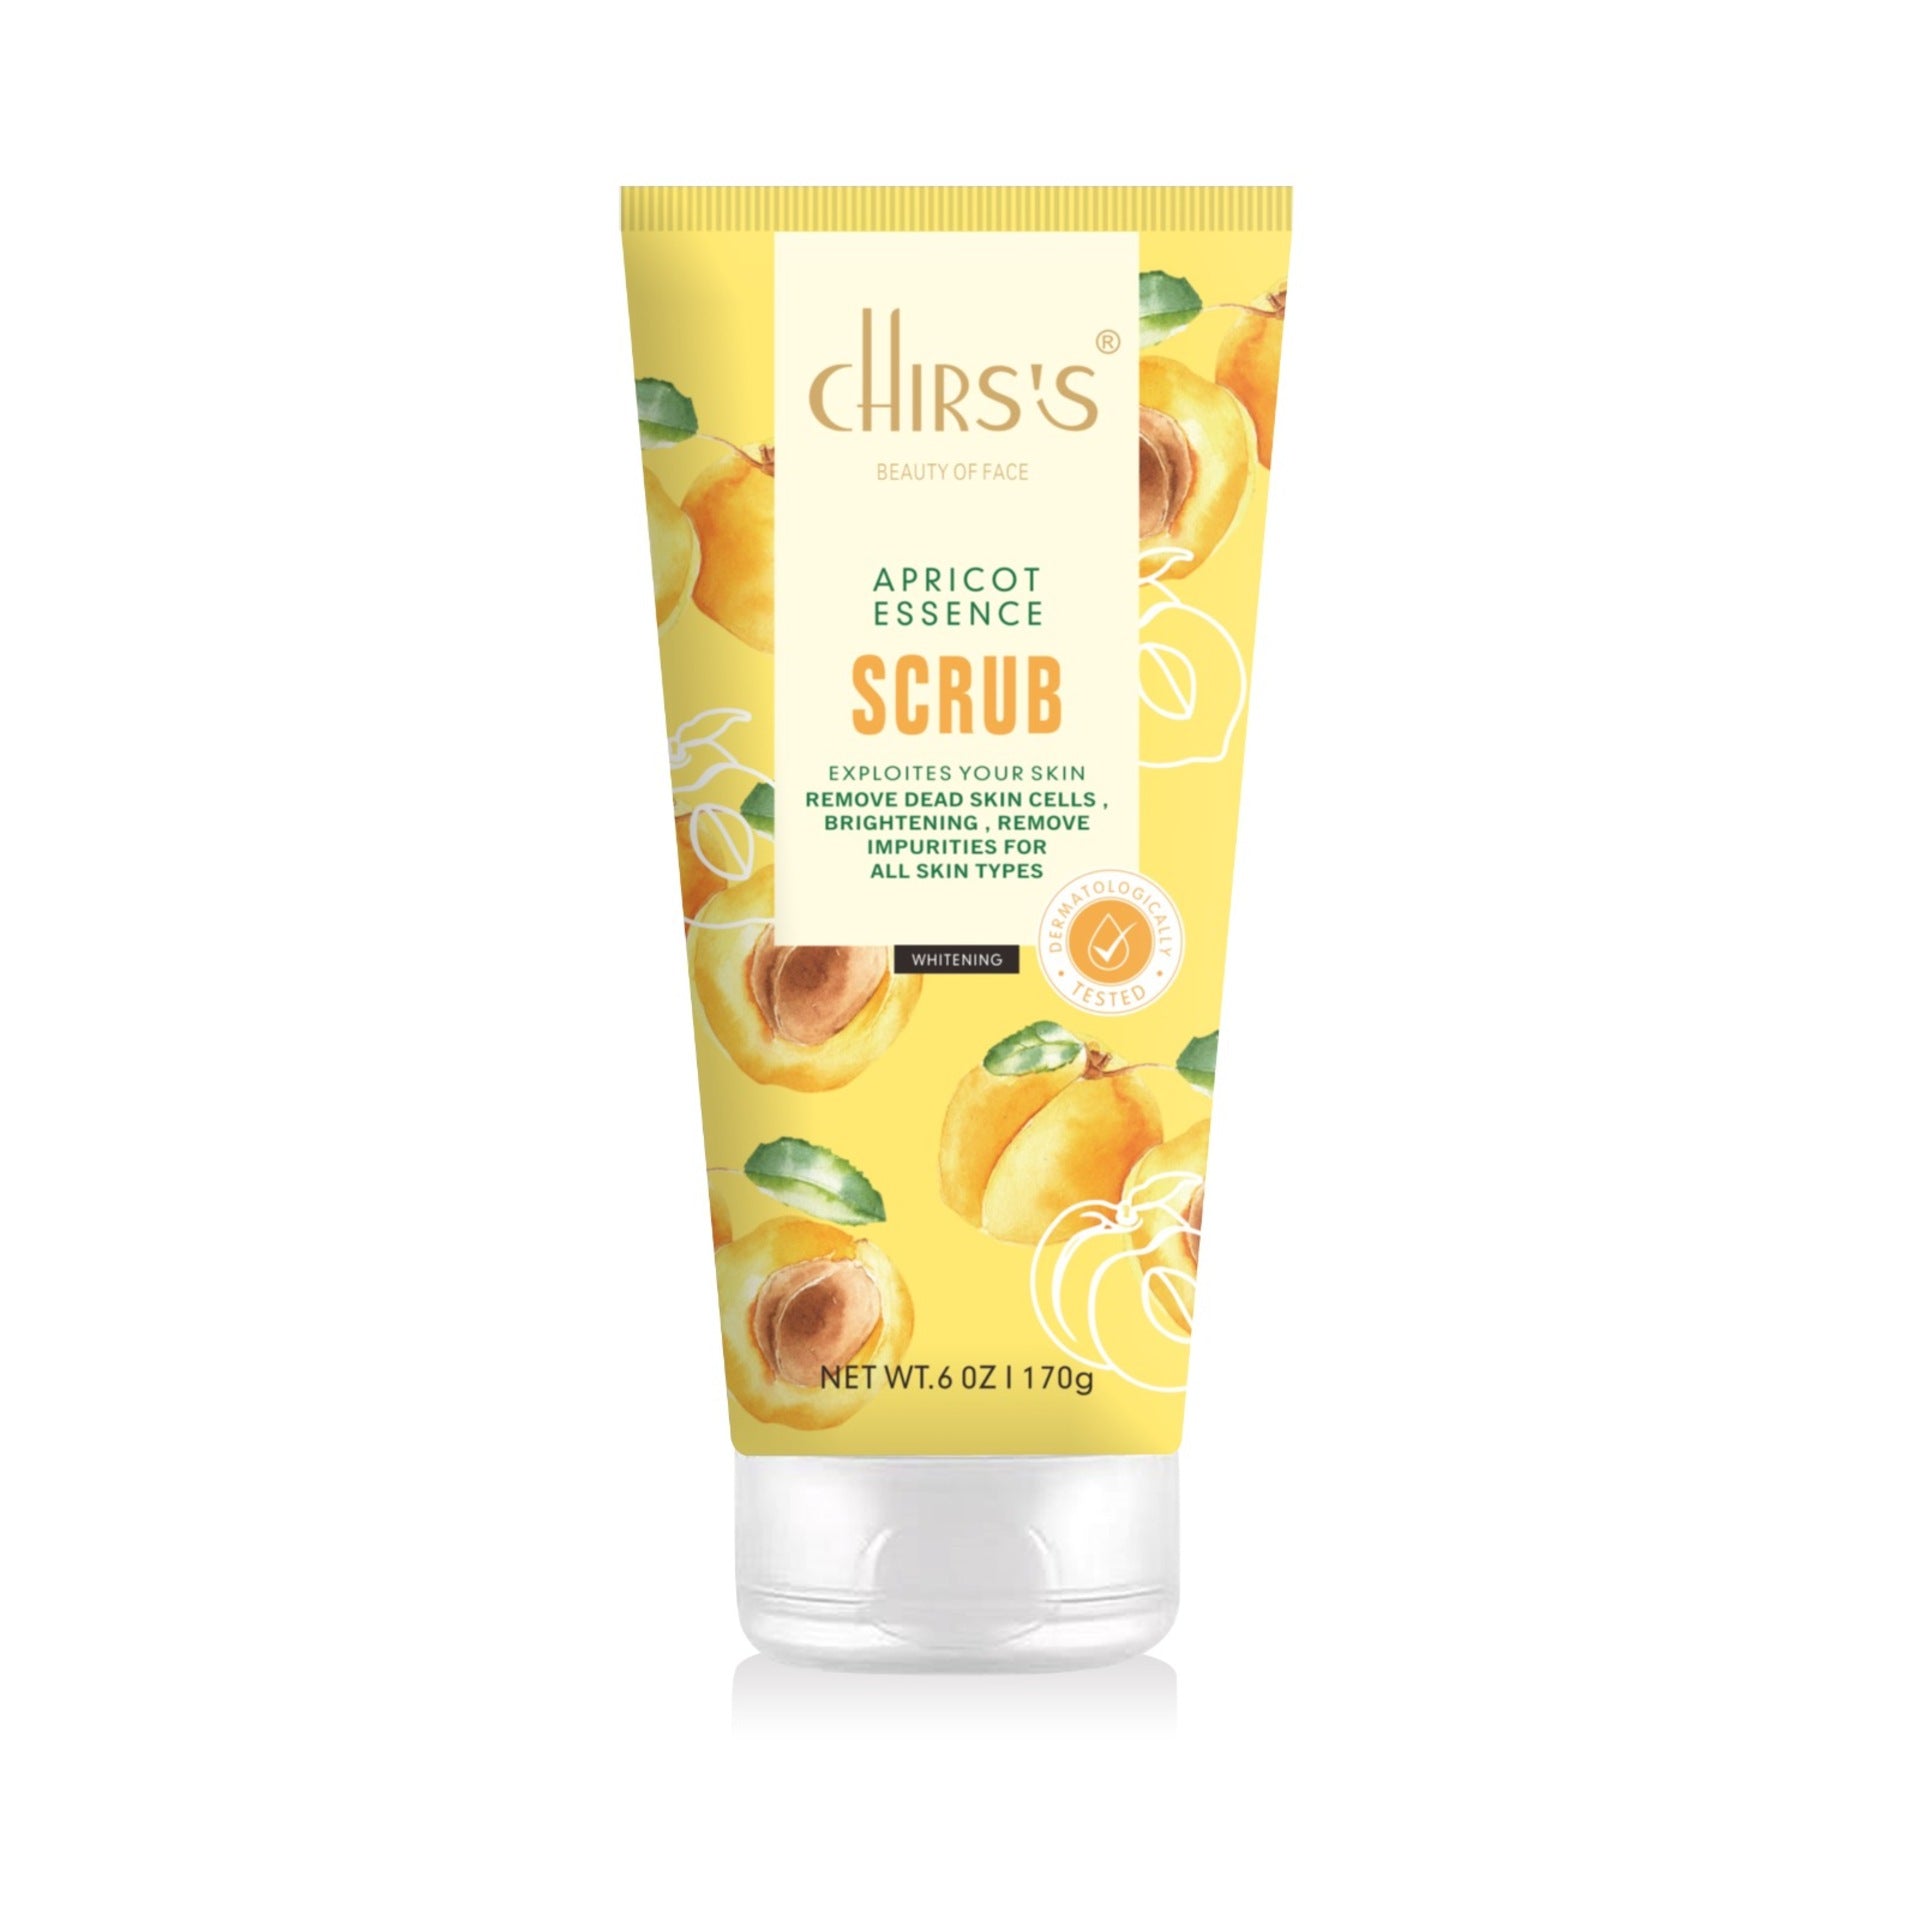 CHIRS'S®
BEAUTY OF FACE
APRICOT
ESSENCE
SCRUB
EXPLOITES YOUR SKIN
REMOVE DEAD SKIN CELLS ,
BRIGHTENING , REMOVE
IMPURITIES FOR
ALL SKIN TYPES
DERMATOLOGICALLY
• TESTED •
WHITENING
NET WT.6 OZ I 170g